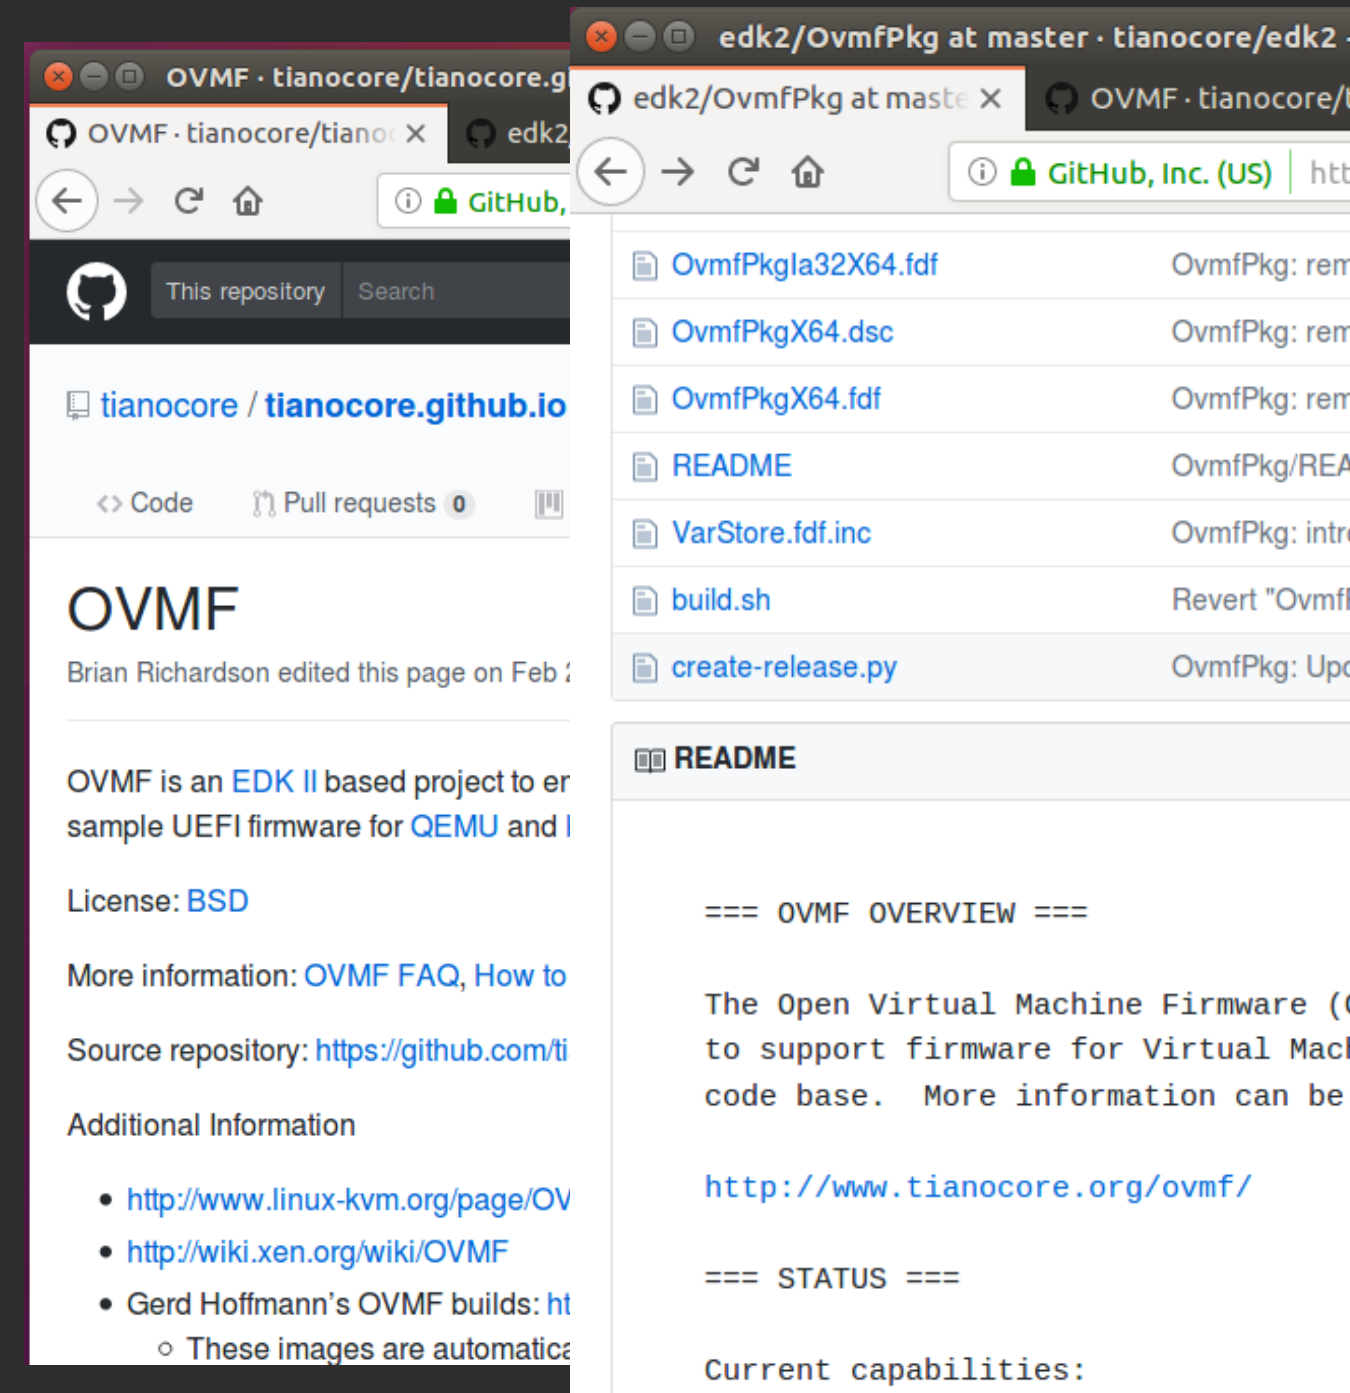 OVMF · tianocore/tianocore.gi
OVMF · tianocore/tiano
edk2/
GitHub,
This repository
Search
tianocore / tianocore.github.io
Code
Pull requests 0
OVMF
Brian Richardson edited this page on Feb
OVMF is an EDK II based project to en
sample UEFI firmware for QEMU and
License: BSD
More information: OVMF FAQ, How to
Source repository: https://github.com/ti
Additional Information
• http://www.linux-kvm.org/page/OV
• http://wiki.xen.org/wiki/OVMF
• Gerd Hoffmann’s OVMF builds: ht
◦ These images are automatica
edk2/OvmfPkg at master · tianocore/edk2 -
edk2/OvmfPkg at maste
OVMF · tianocore/t
GitHub, Inc. (US)
htt
OvmfPkgIa32X64.fdf
OvmfPkg: rem
OvmfPkgX64.dsc
OvmfPkg: rem
OvmfPkgX64.fdf
OvmfPkg: rem
README
OvmfPkg/REA
VarStore.fdf.inc
OvmfPkg: intro
build.sh
Revert "OvmfP
create-release.py
OvmfPkg: Upd
README
=== OVMF OVERVIEW ===
The Open Virtual Machine Firmware (O
to support firmware for Virtual Mach
code base.  More information can be
http://www.tianocore.org/ovmf/
=== STATUS ===
Current capabilities: